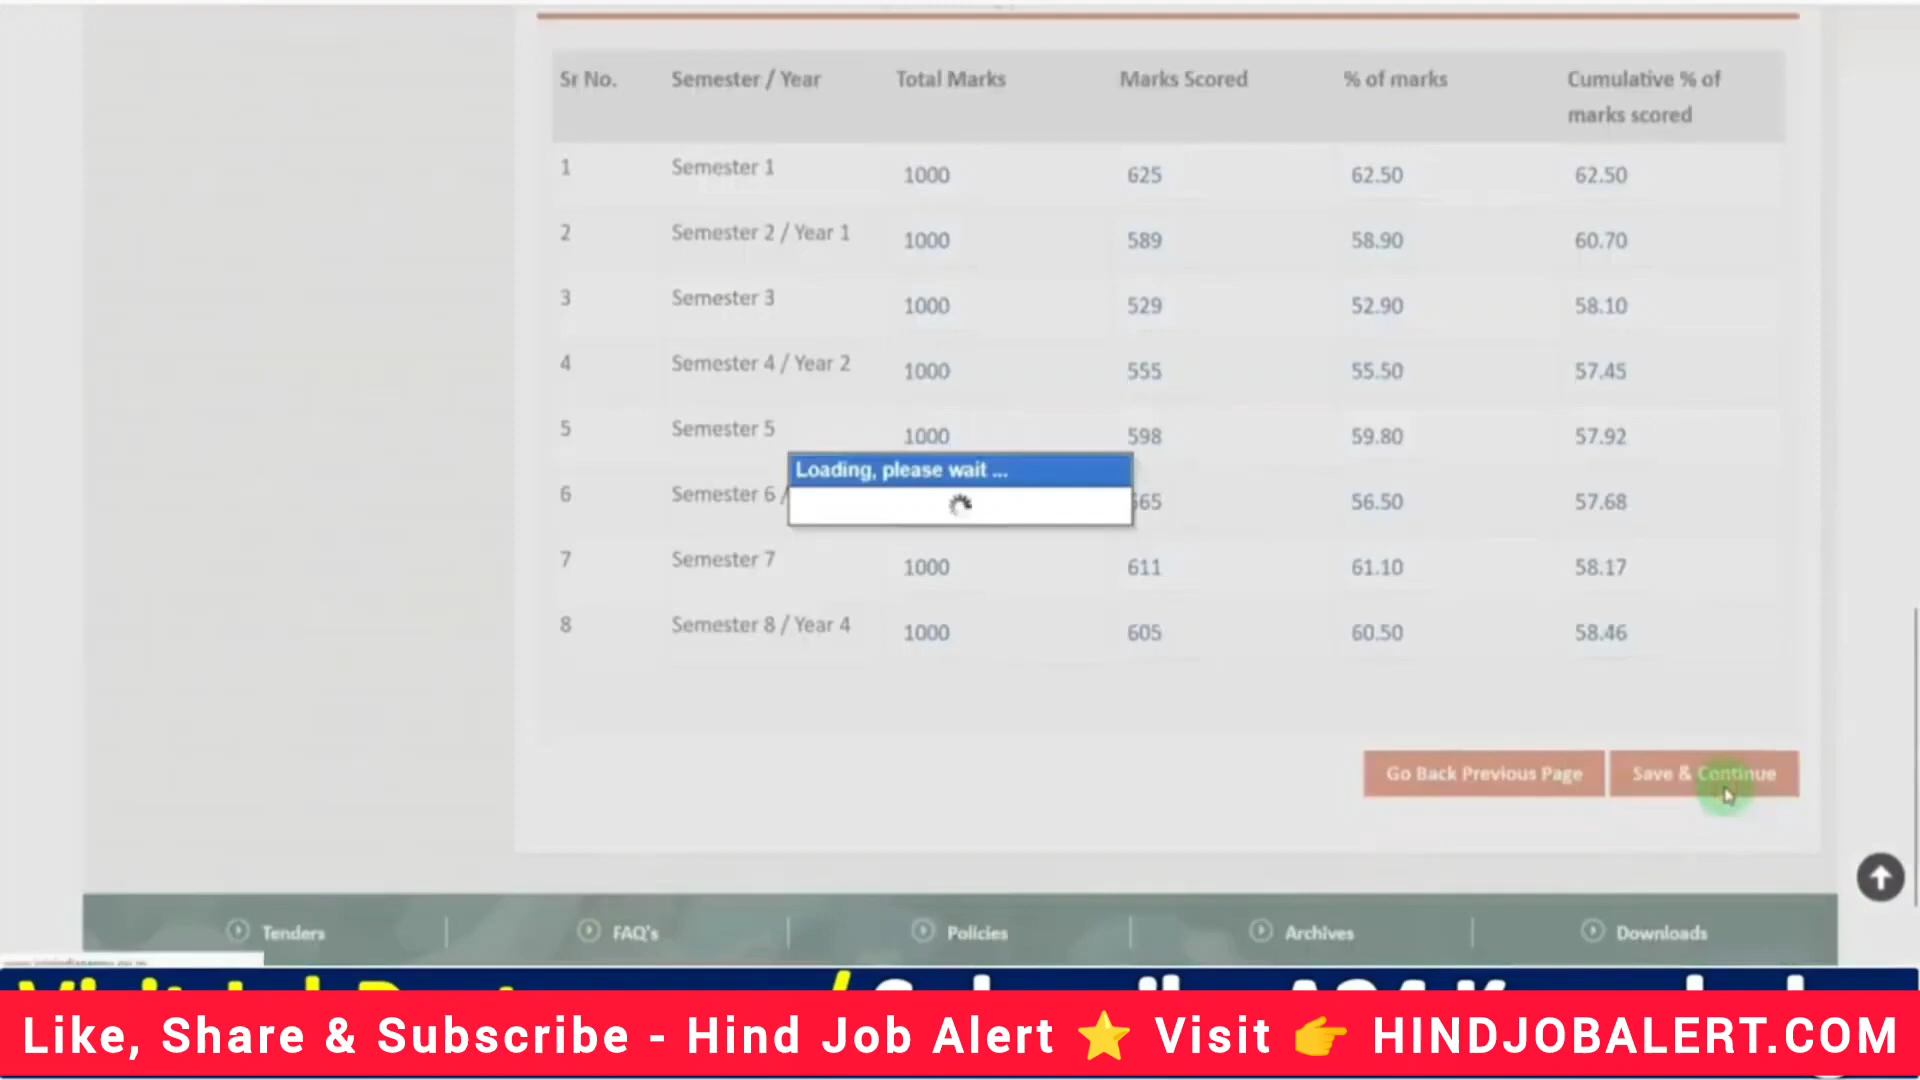 Sr No. Semester / Year Total Marks Marks Scored % of marks Cumulative % of
marks scored
1 Semester 1 1000 625 62.50 62.50
2 Semester 2 / Year 1 1000 589 58.90 60.70
3 Semester 3 1000 529 52.90 58.10
4 Semester 4 / Year 2 1000 555 55.50 57.45
5 Semester 5 1000 598 59.80 57.92
Loading, please wait ...
6 Semester 6 / 65 56.50 57.68
7 Semester 7 1000 611 61.10 58.17
8 Semester 8 / Year 4 1000 605 60.50 58.46
Go Back Previous Page Save & Continue
Tenders FAQ's Policies Archives Downloads
Like, Share & Subscribe - Hind Job Alert ⭐ Visit 👉 HINDJOBALERT.COM